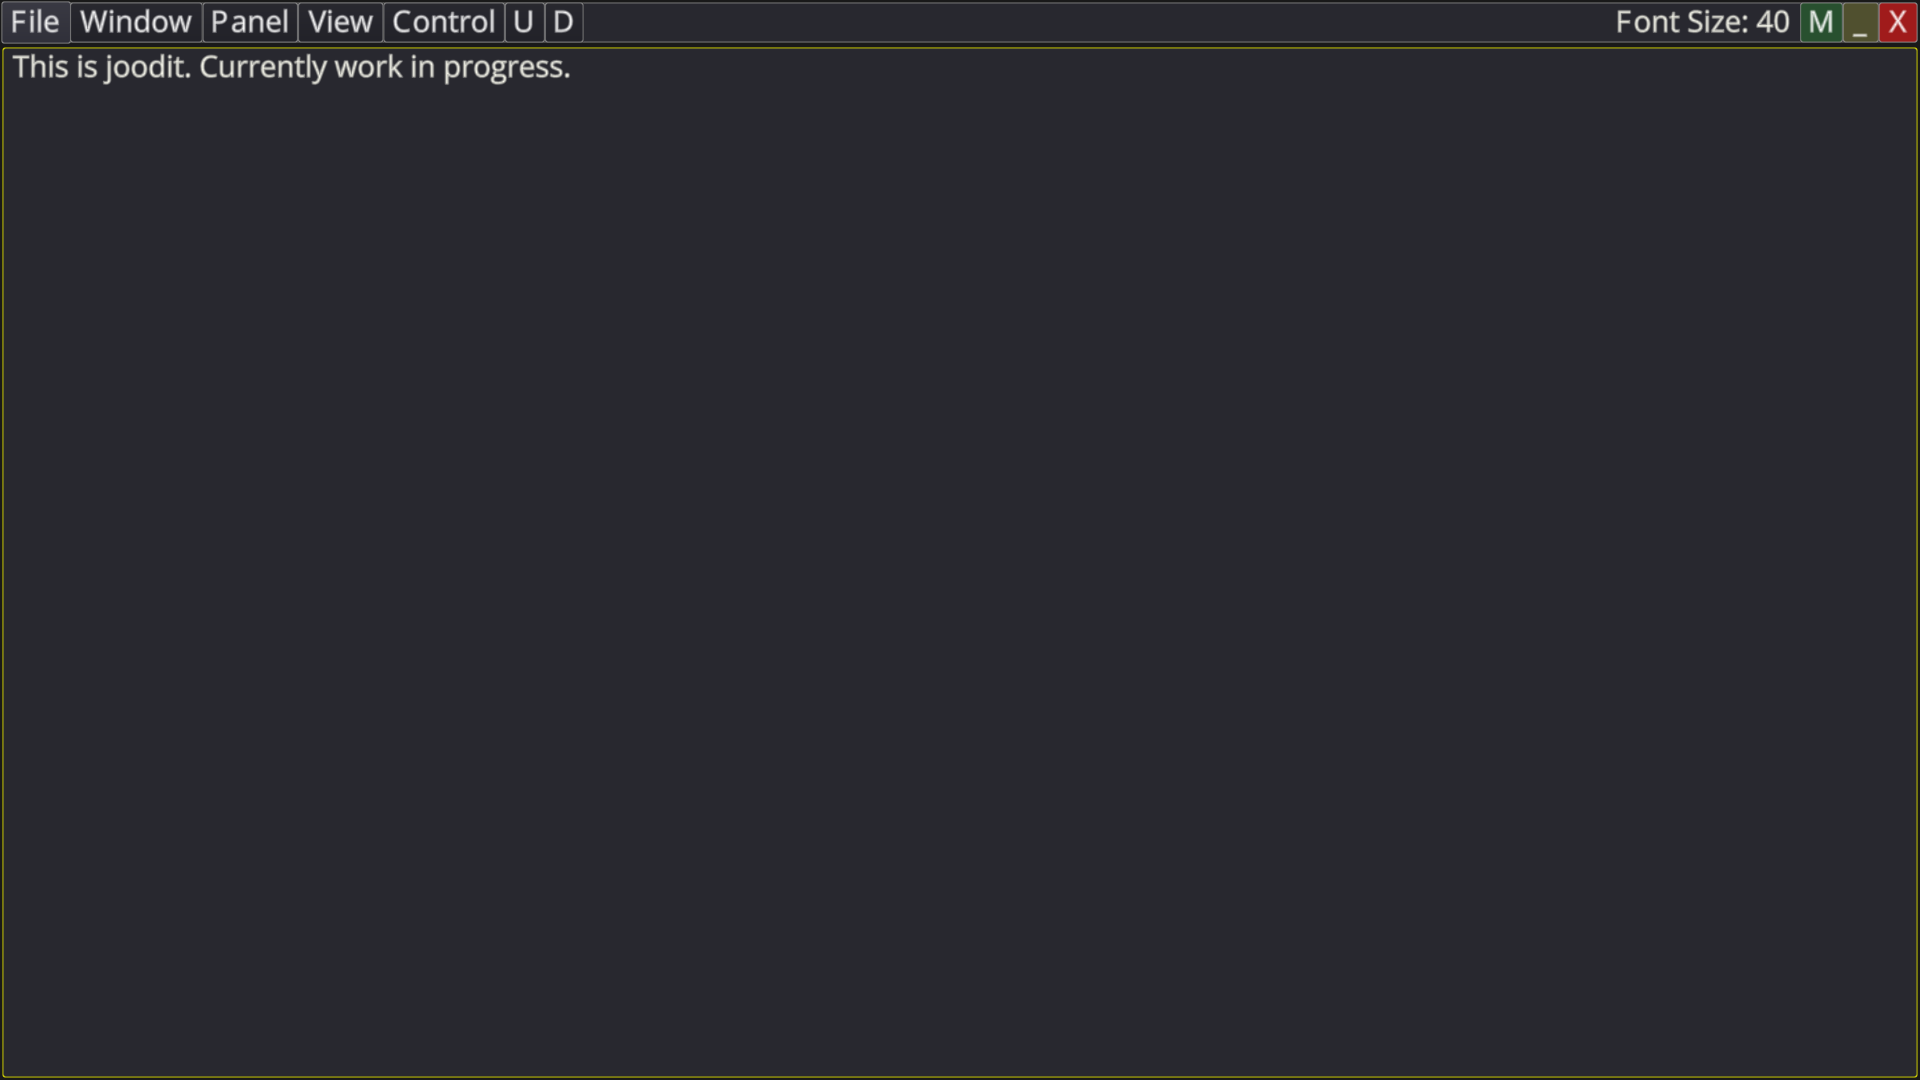 File Window Panel View Control U D Font Size: 40 M _ X
This is joodit. Currently work in progress.